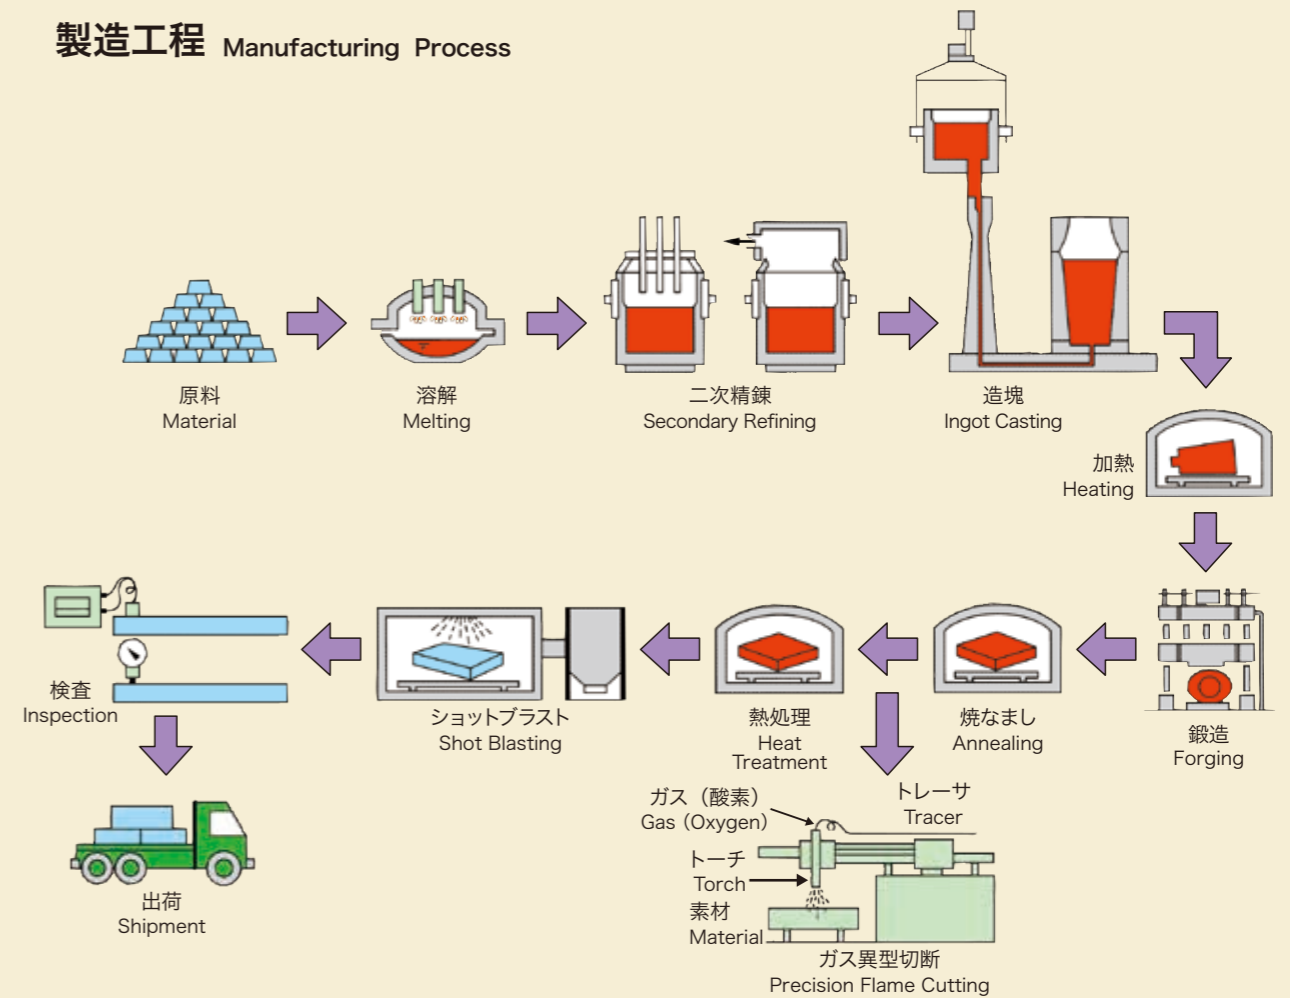 製造工程 Manufacturing Process
原料
Material
溶解
Melting
二次精錬
Secondary Refining
造塊
Ingot Casting
加熱
Heating
鍛造
Forging
焼なまし
Annealing
熱処理
Heat
Treatment
ショットブラスト
Shot Blasting
検査
Inspection
出荷
Shipment
ガス（酸素）
Gas (Oxygen)
トレーサ
Tracer
トーチ
Torch
素材
Material
ガス異型切断
Precision Flame Cutting